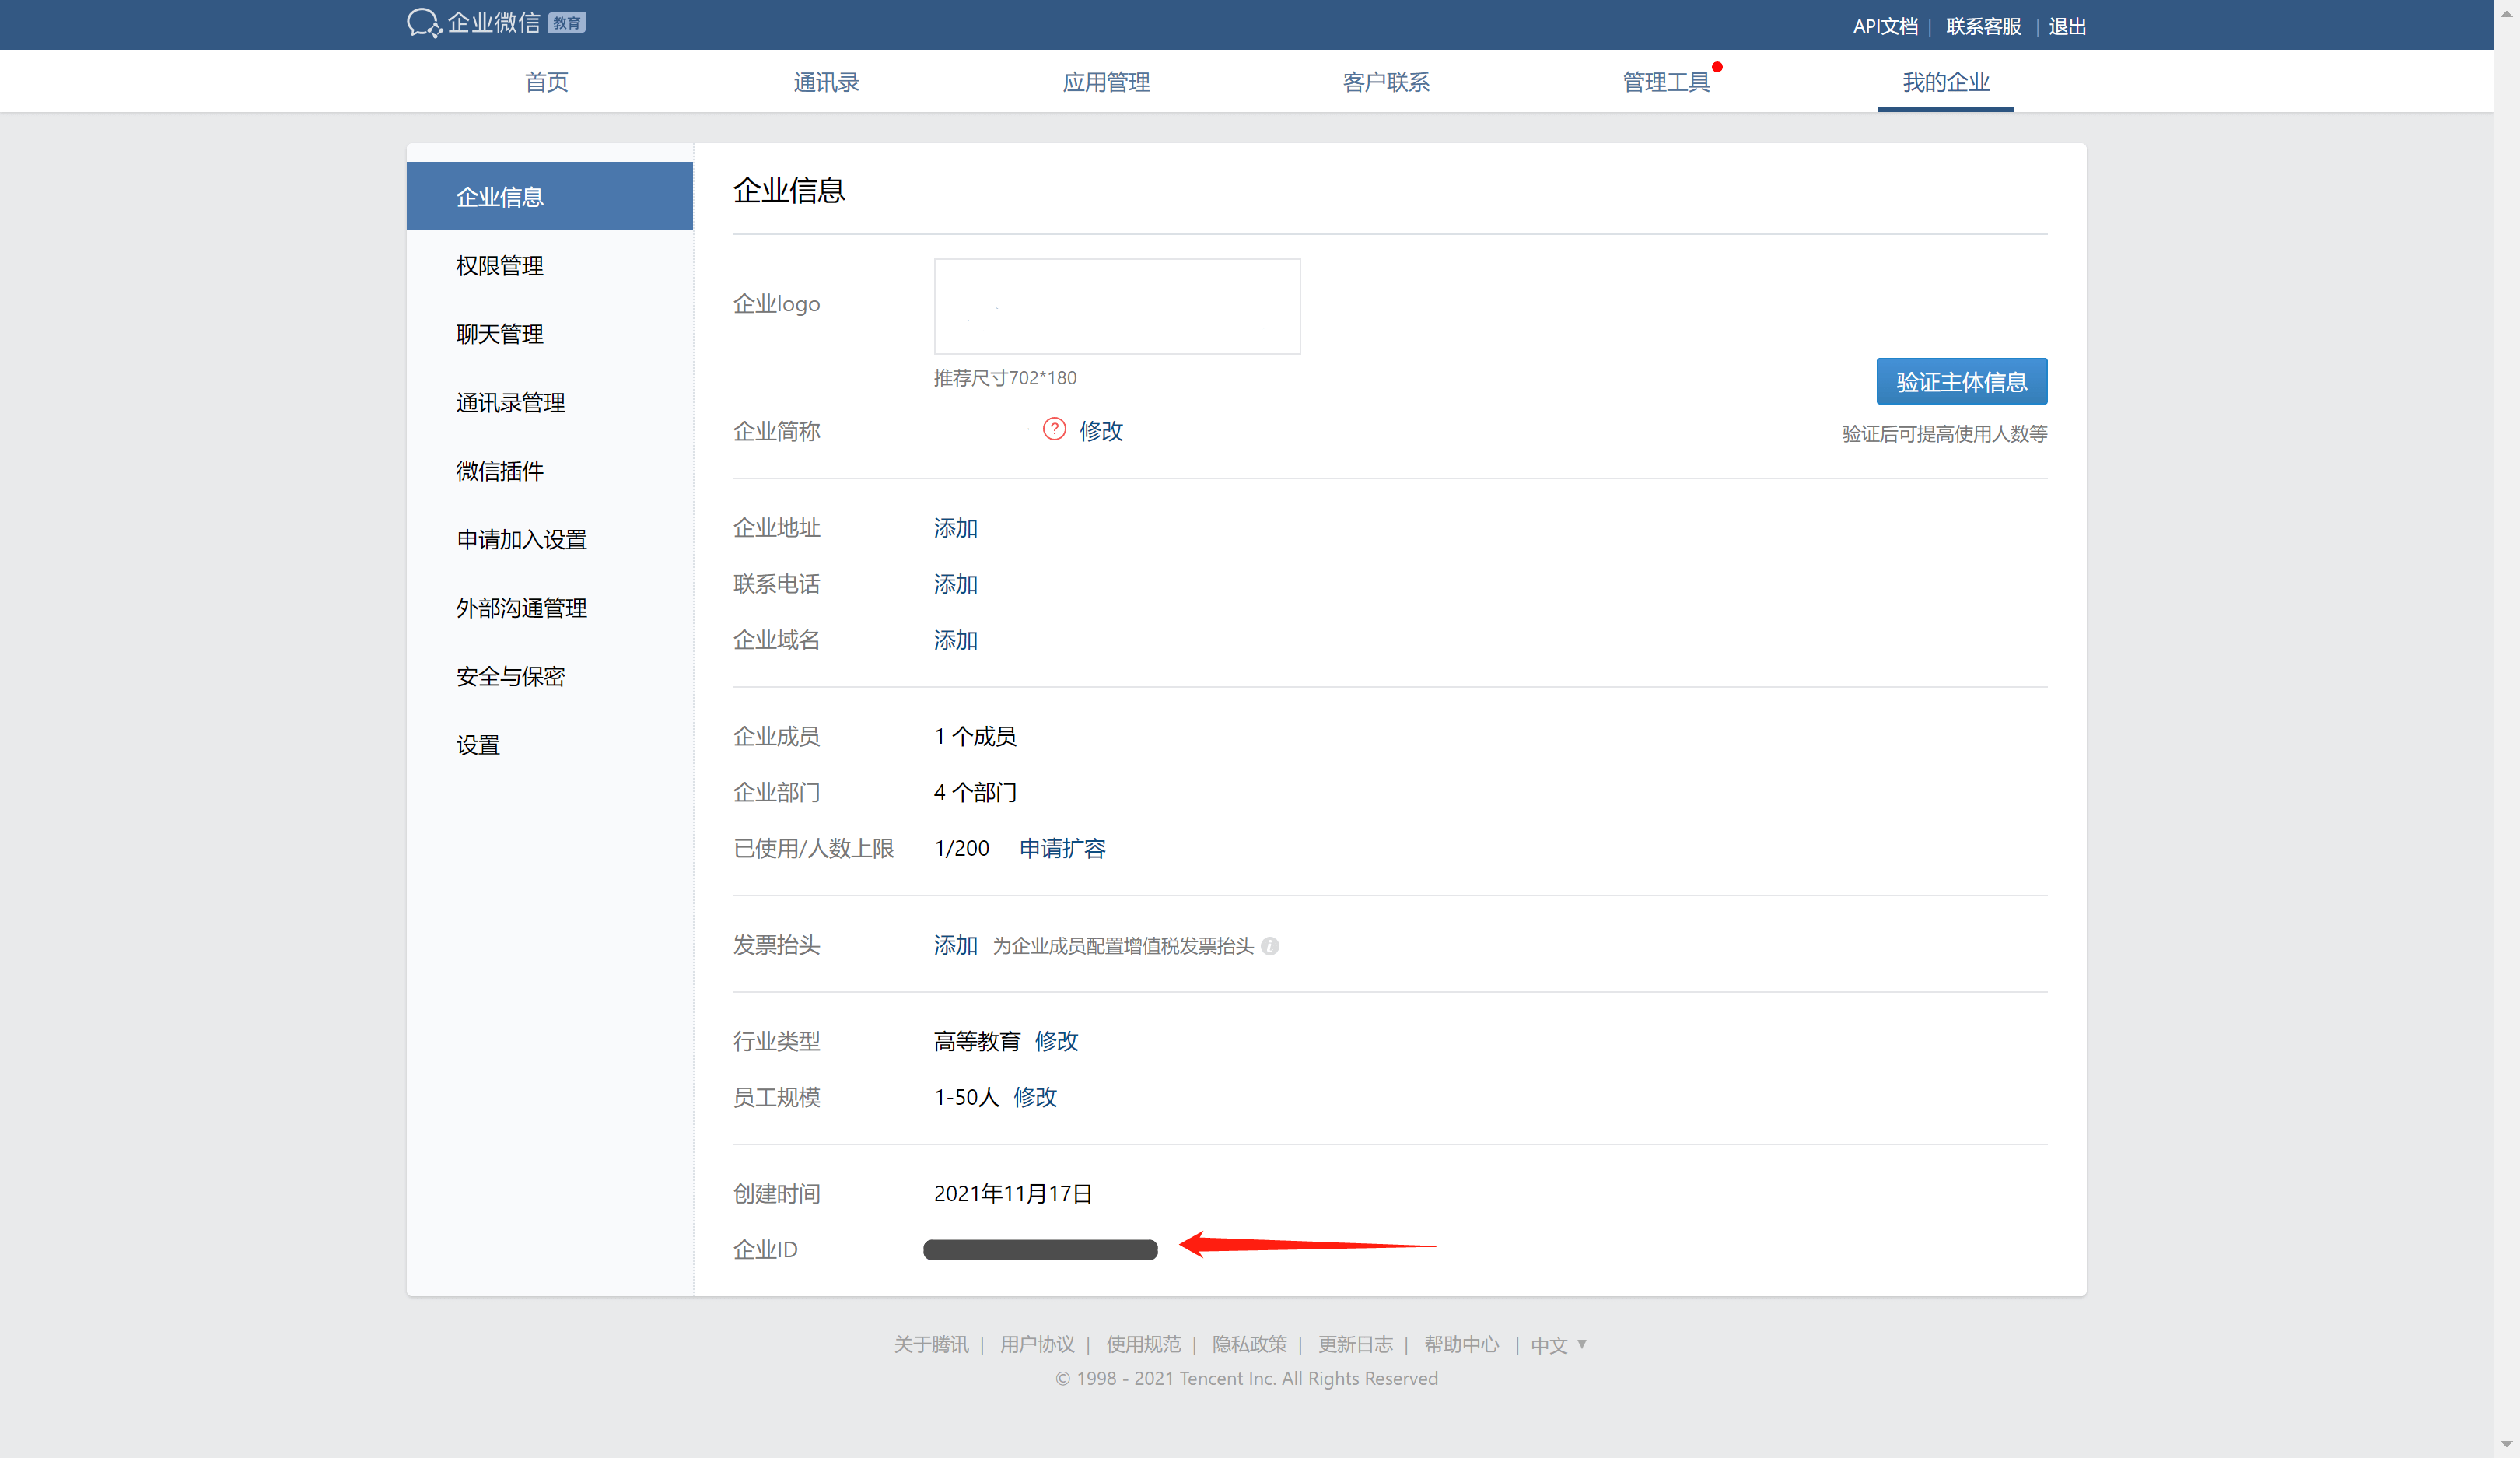 企业微信 教育
API文档 | 联系客服 | 退出
首页 通讯录 应用管理 客户联系 管理工具 我的企业
企业信息
权限管理
聊天管理
通讯录管理
微信插件
申请加入设置
外部沟通管理
安全与保密
设置
企业信息
企业logo
推荐尺寸702*180
验证主体信息
企业简称 ? 修改
验证后可提高使用人数等
企业地址 添加
联系电话 添加
企业域名 添加
企业成员 1 个成员
企业部门 4 个部门
已使用/人数上限 1/200 申请扩容
发票抬头 添加 为企业成员配置增值税发票抬头
行业类型 高等教育 修改
员工规模 1-50人 修改
创建时间 2021年11月17日
企业ID
关于腾讯 | 用户协议 | 使用规范 | 隐私政策 | 更新日志 | 帮助中心 | 中文 ▼
© 1998 - 2021 Tencent Inc. All Rights Reserved